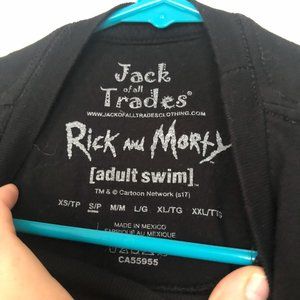 Jack
of all
Trades®
WWW.JACKOFALLTRADESCLOTHING.COM
Rick and Morty
[adult swim]™
TM & © Cartoon Network (s17)
XS/TP S/P M/M L/G XL/TG XXL/TTG
MADE IN MEXICO
FABRIQUÉ AU MEXIQUE
CA55955